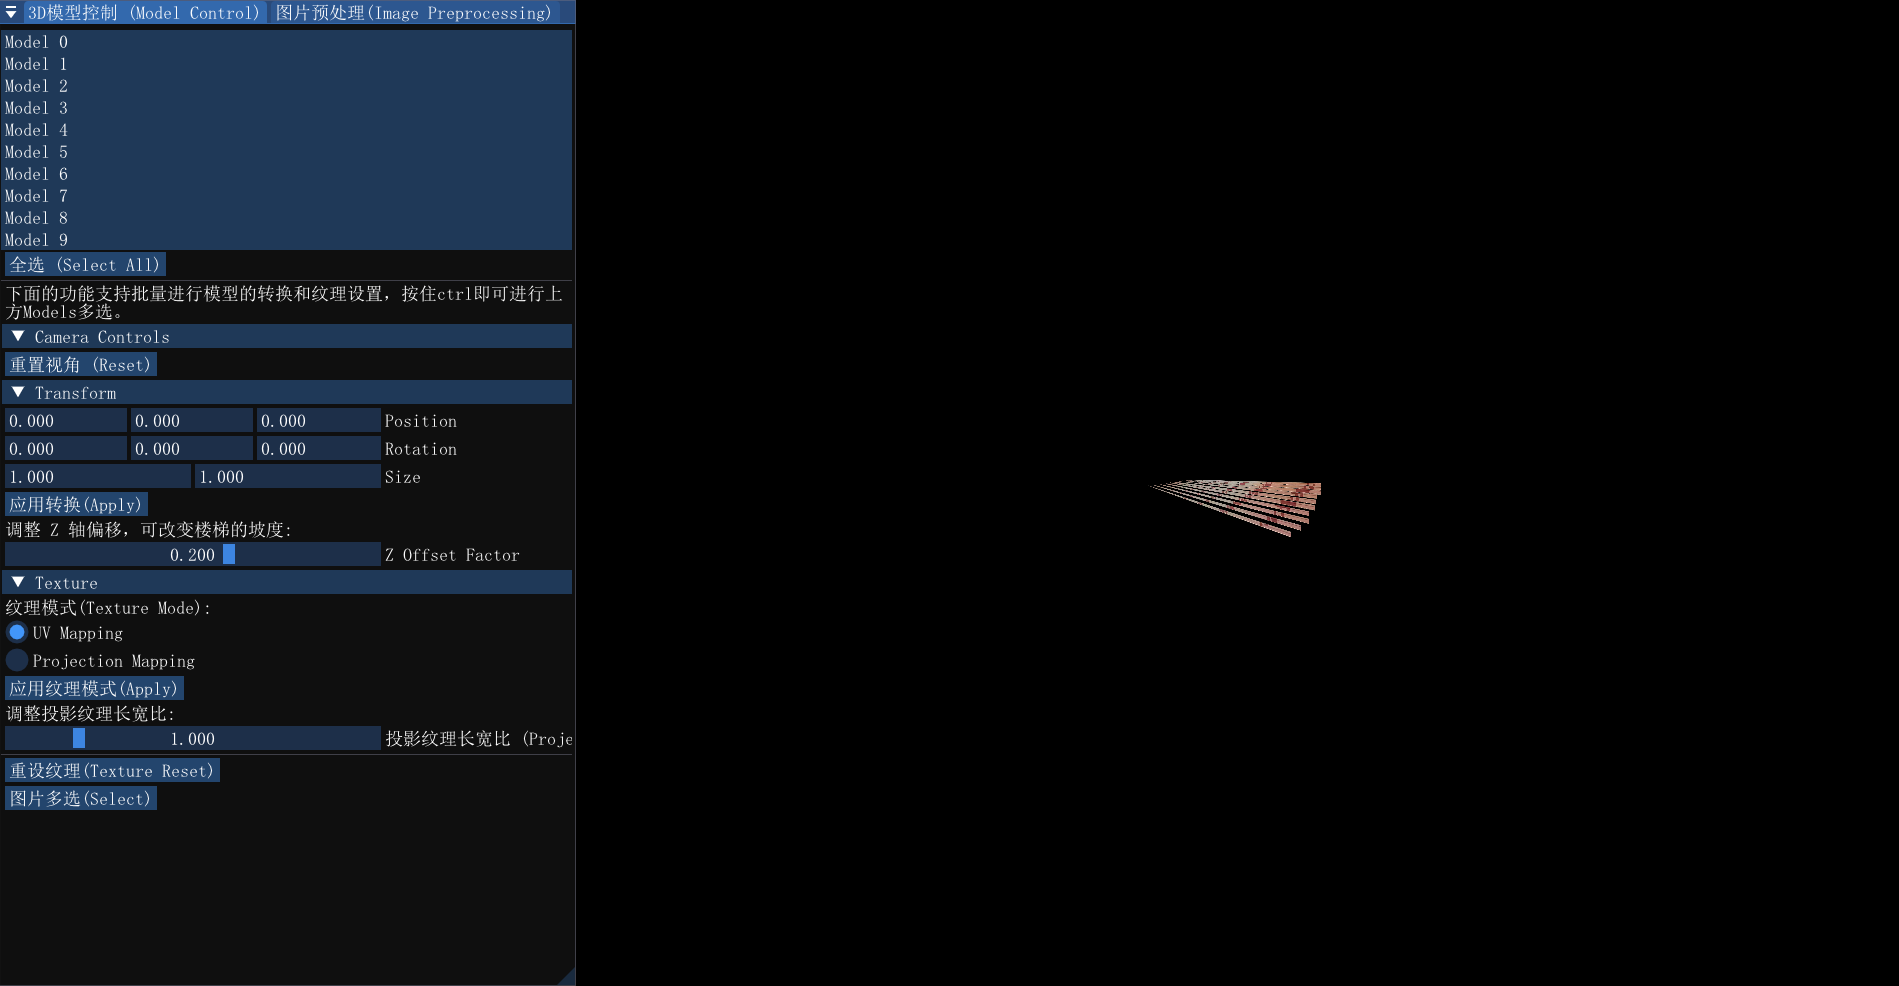 3D模型控制 (Model Control) 图片预处理(Image Preprocessing)
Model 0
Model 1
Model 2
Model 3
Model 4
Model 5
Model 6
Model 7
Model 8
Model 9
全选 (Select All)
下面的功能支持批量进行模型的转换和纹理设置，按住ctrl即可进行上
方Models多选。
Camera Controls
重置视角 (Reset)
Transform
0.000 0.000 0.000 Position
0.000 0.000 0.000 Rotation
1.000 1.000 Size
应用转换(Apply)
调整 Z 轴偏移，可改变楼梯的坡度:
0.200 Z Offset Factor
Texture
纹理模式(Texture Mode):
UV Mapping
Projection Mapping
应用纹理模式(Apply)
调整投影纹理长宽比:
1.000 投影纹理长宽比 (Proje
重设纹理(Texture Reset)
图片多选(Select)